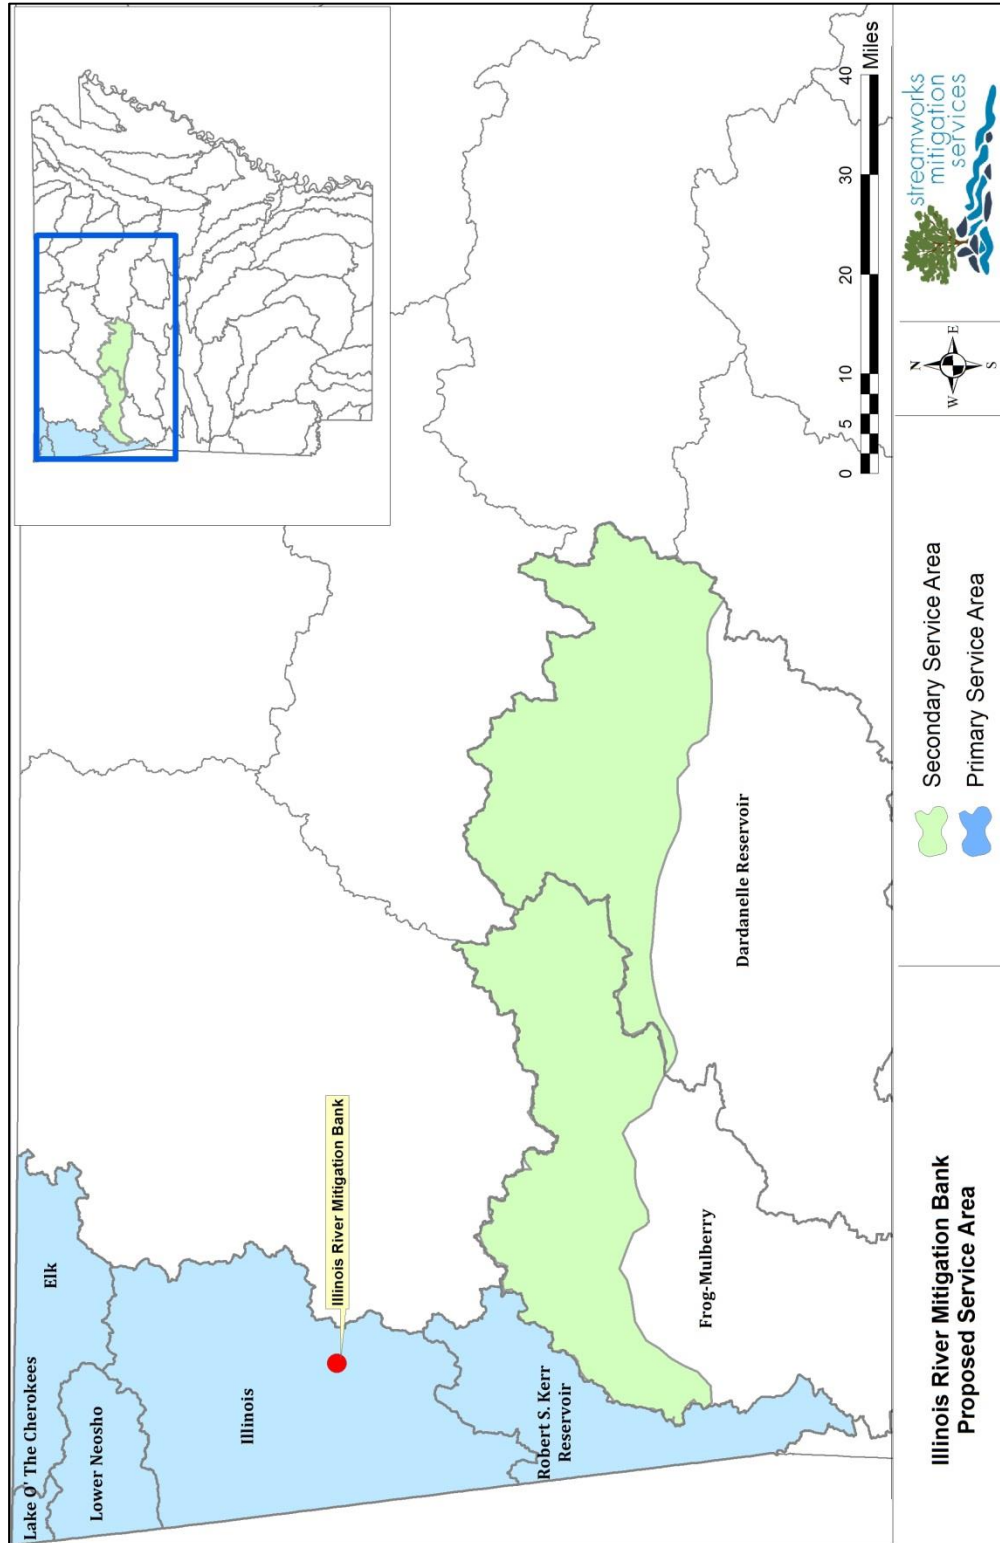 Lake O' The Cherokees
Elk
Lower Neosho
Illinois
Illinois River Mitigation Bank
Robert S. Kerr
Reservoir
Frog-Mulberry
Dardanelle Reservoir
0 5 10 20 30 40
Miles
Illinois River Mitigation Bank
Proposed Service Area
Secondary Service Area
Primary Service Area
N
W E
S
streamworks
mitigation
services